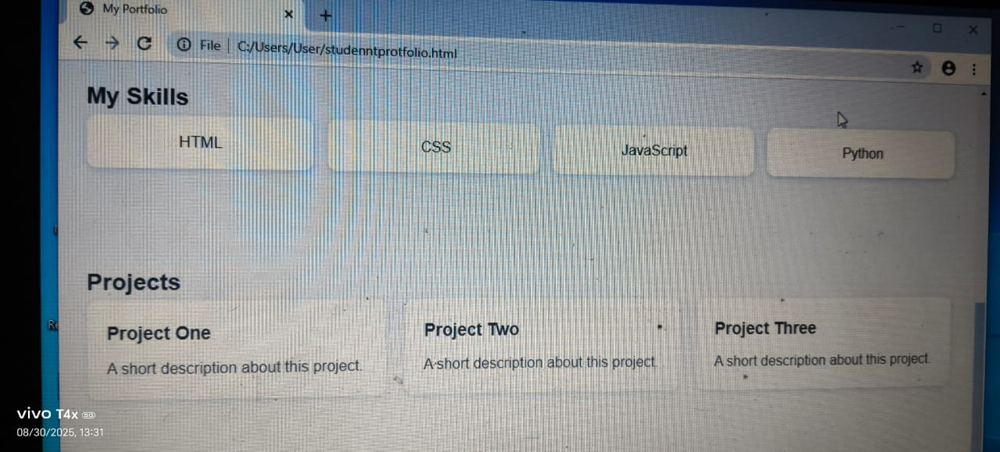 My Portfolio
File | C:/Users/User/studenntprotfolio.html
My Skills
HTML CSS JavaScript Python
Projects
Project One Project Two Project Three
A short description about this project. A short description about this project. A short description about this project.
Re
vivo T4x 5G
08/30/2025, 13:31